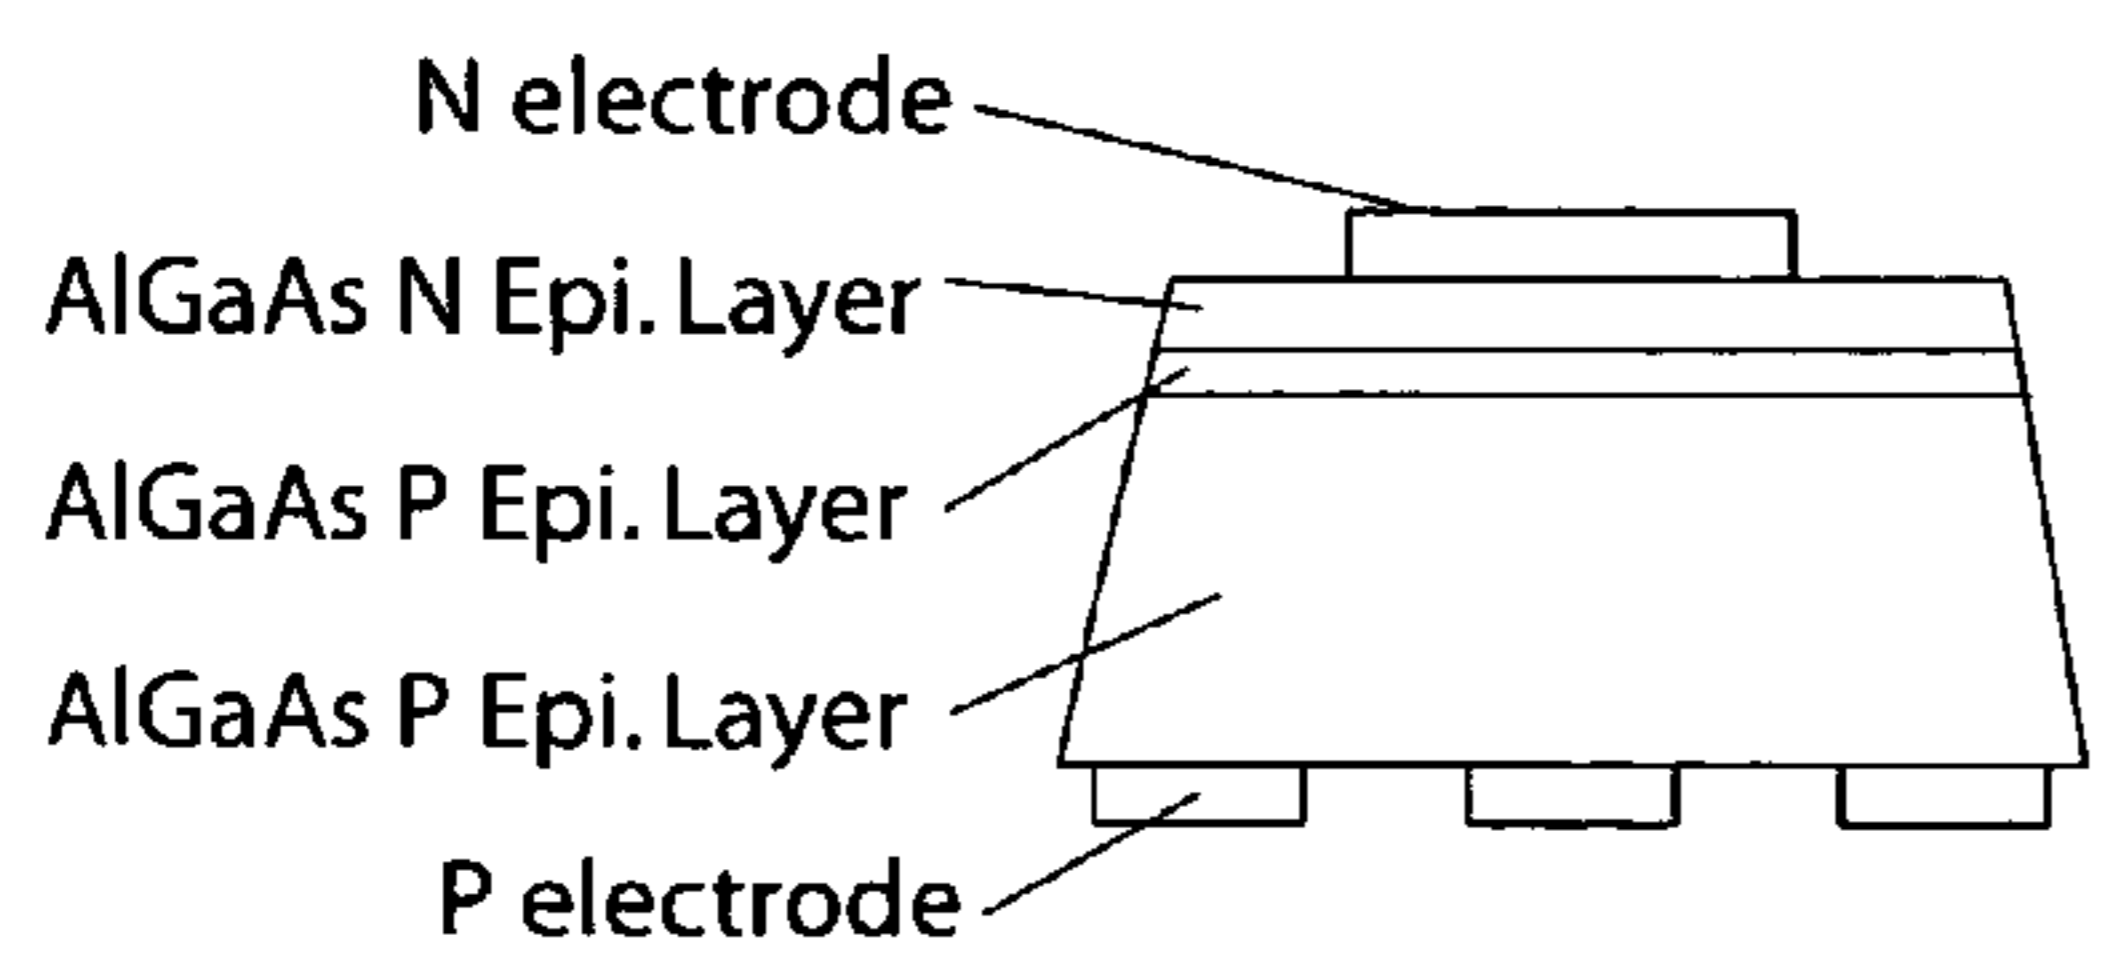 N electrode
AlGaAs N Epi. Layer
AlGaAs P Epi. Layer
AlGaAs P Epi. Layer
P electrode